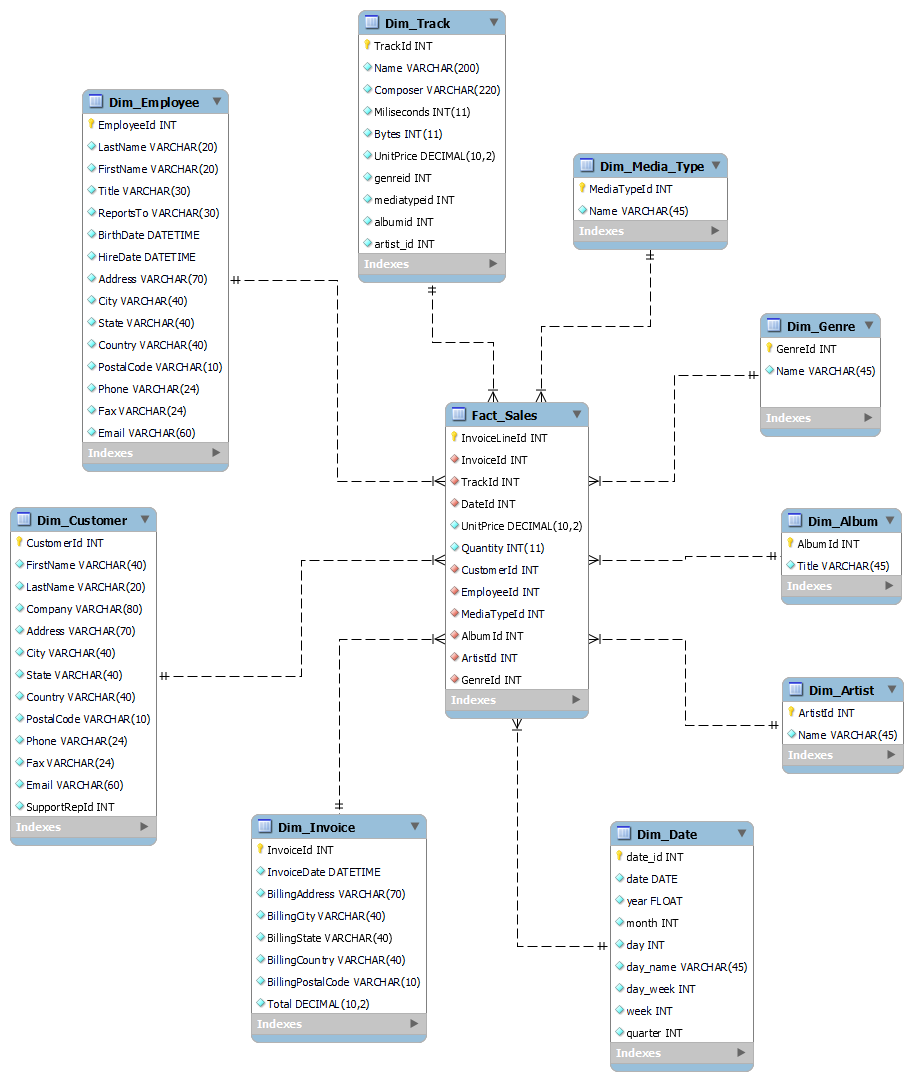 Dim_Track
TrackId INT
Name VARCHAR(200)
Composer VARCHAR(220)
Miliseconds INT(11)
Bytes INT(11)
UnitPrice DECIMAL(10,2)
genreid INT
mediatypeid INT
albumid INT
artist_id INT
Indexes
Dim_Employee
EmployeeId INT
LastName VARCHAR(20)
FirstName VARCHAR(20)
Title VARCHAR(30)
ReportsTo VARCHAR(30)
BirthDate DATETIME
HireDate DATETIME
Address VARCHAR(70)
City VARCHAR(40)
State VARCHAR(40)
Country VARCHAR(40)
PostalCode VARCHAR(10)
Phone VARCHAR(24)
Fax VARCHAR(24)
Email VARCHAR(60)
Indexes
Dim_Media_Type
MediaTypeId INT
Name VARCHAR(45)
Indexes
Dim_Genre
GenreId INT
Name VARCHAR(45)
Indexes
Fact_Sales
InvoiceLineId INT
InvoiceId INT
TrackId INT
DateId INT
UnitPrice DECIMAL(10,2)
Quantity INT(11)
CustomerId INT
EmployeeId INT
MediaTypeId INT
AlbumId INT
ArtistId INT
GenreId INT
Indexes
Dim_Customer
CustomerId INT
FirstName VARCHAR(40)
LastName VARCHAR(20)
Company VARCHAR(80)
Address VARCHAR(70)
City VARCHAR(40)
State VARCHAR(40)
Country VARCHAR(40)
PostalCode VARCHAR(10)
Phone VARCHAR(24)
Fax VARCHAR(24)
Email VARCHAR(60)
SupportRepId INT
Indexes
Dim_Album
AlbumId INT
Title VARCHAR(45)
Indexes
Dim_Artist
ArtistId INT
Name VARCHAR(45)
Indexes
Dim_Invoice
InvoiceId INT
InvoiceDate DATETIME
BillingAddress VARCHAR(70)
BillingCity VARCHAR(40)
BillingState VARCHAR(40)
BillingCountry VARCHAR(40)
BillingPostalCode VARCHAR(10)
Total DECIMAL(10,2)
Indexes
Dim_Date
date_id INT
date DATE
year FLOAT
month INT
day INT
day_name VARCHAR(45)
day_week INT
week INT
quarter INT
Indexes